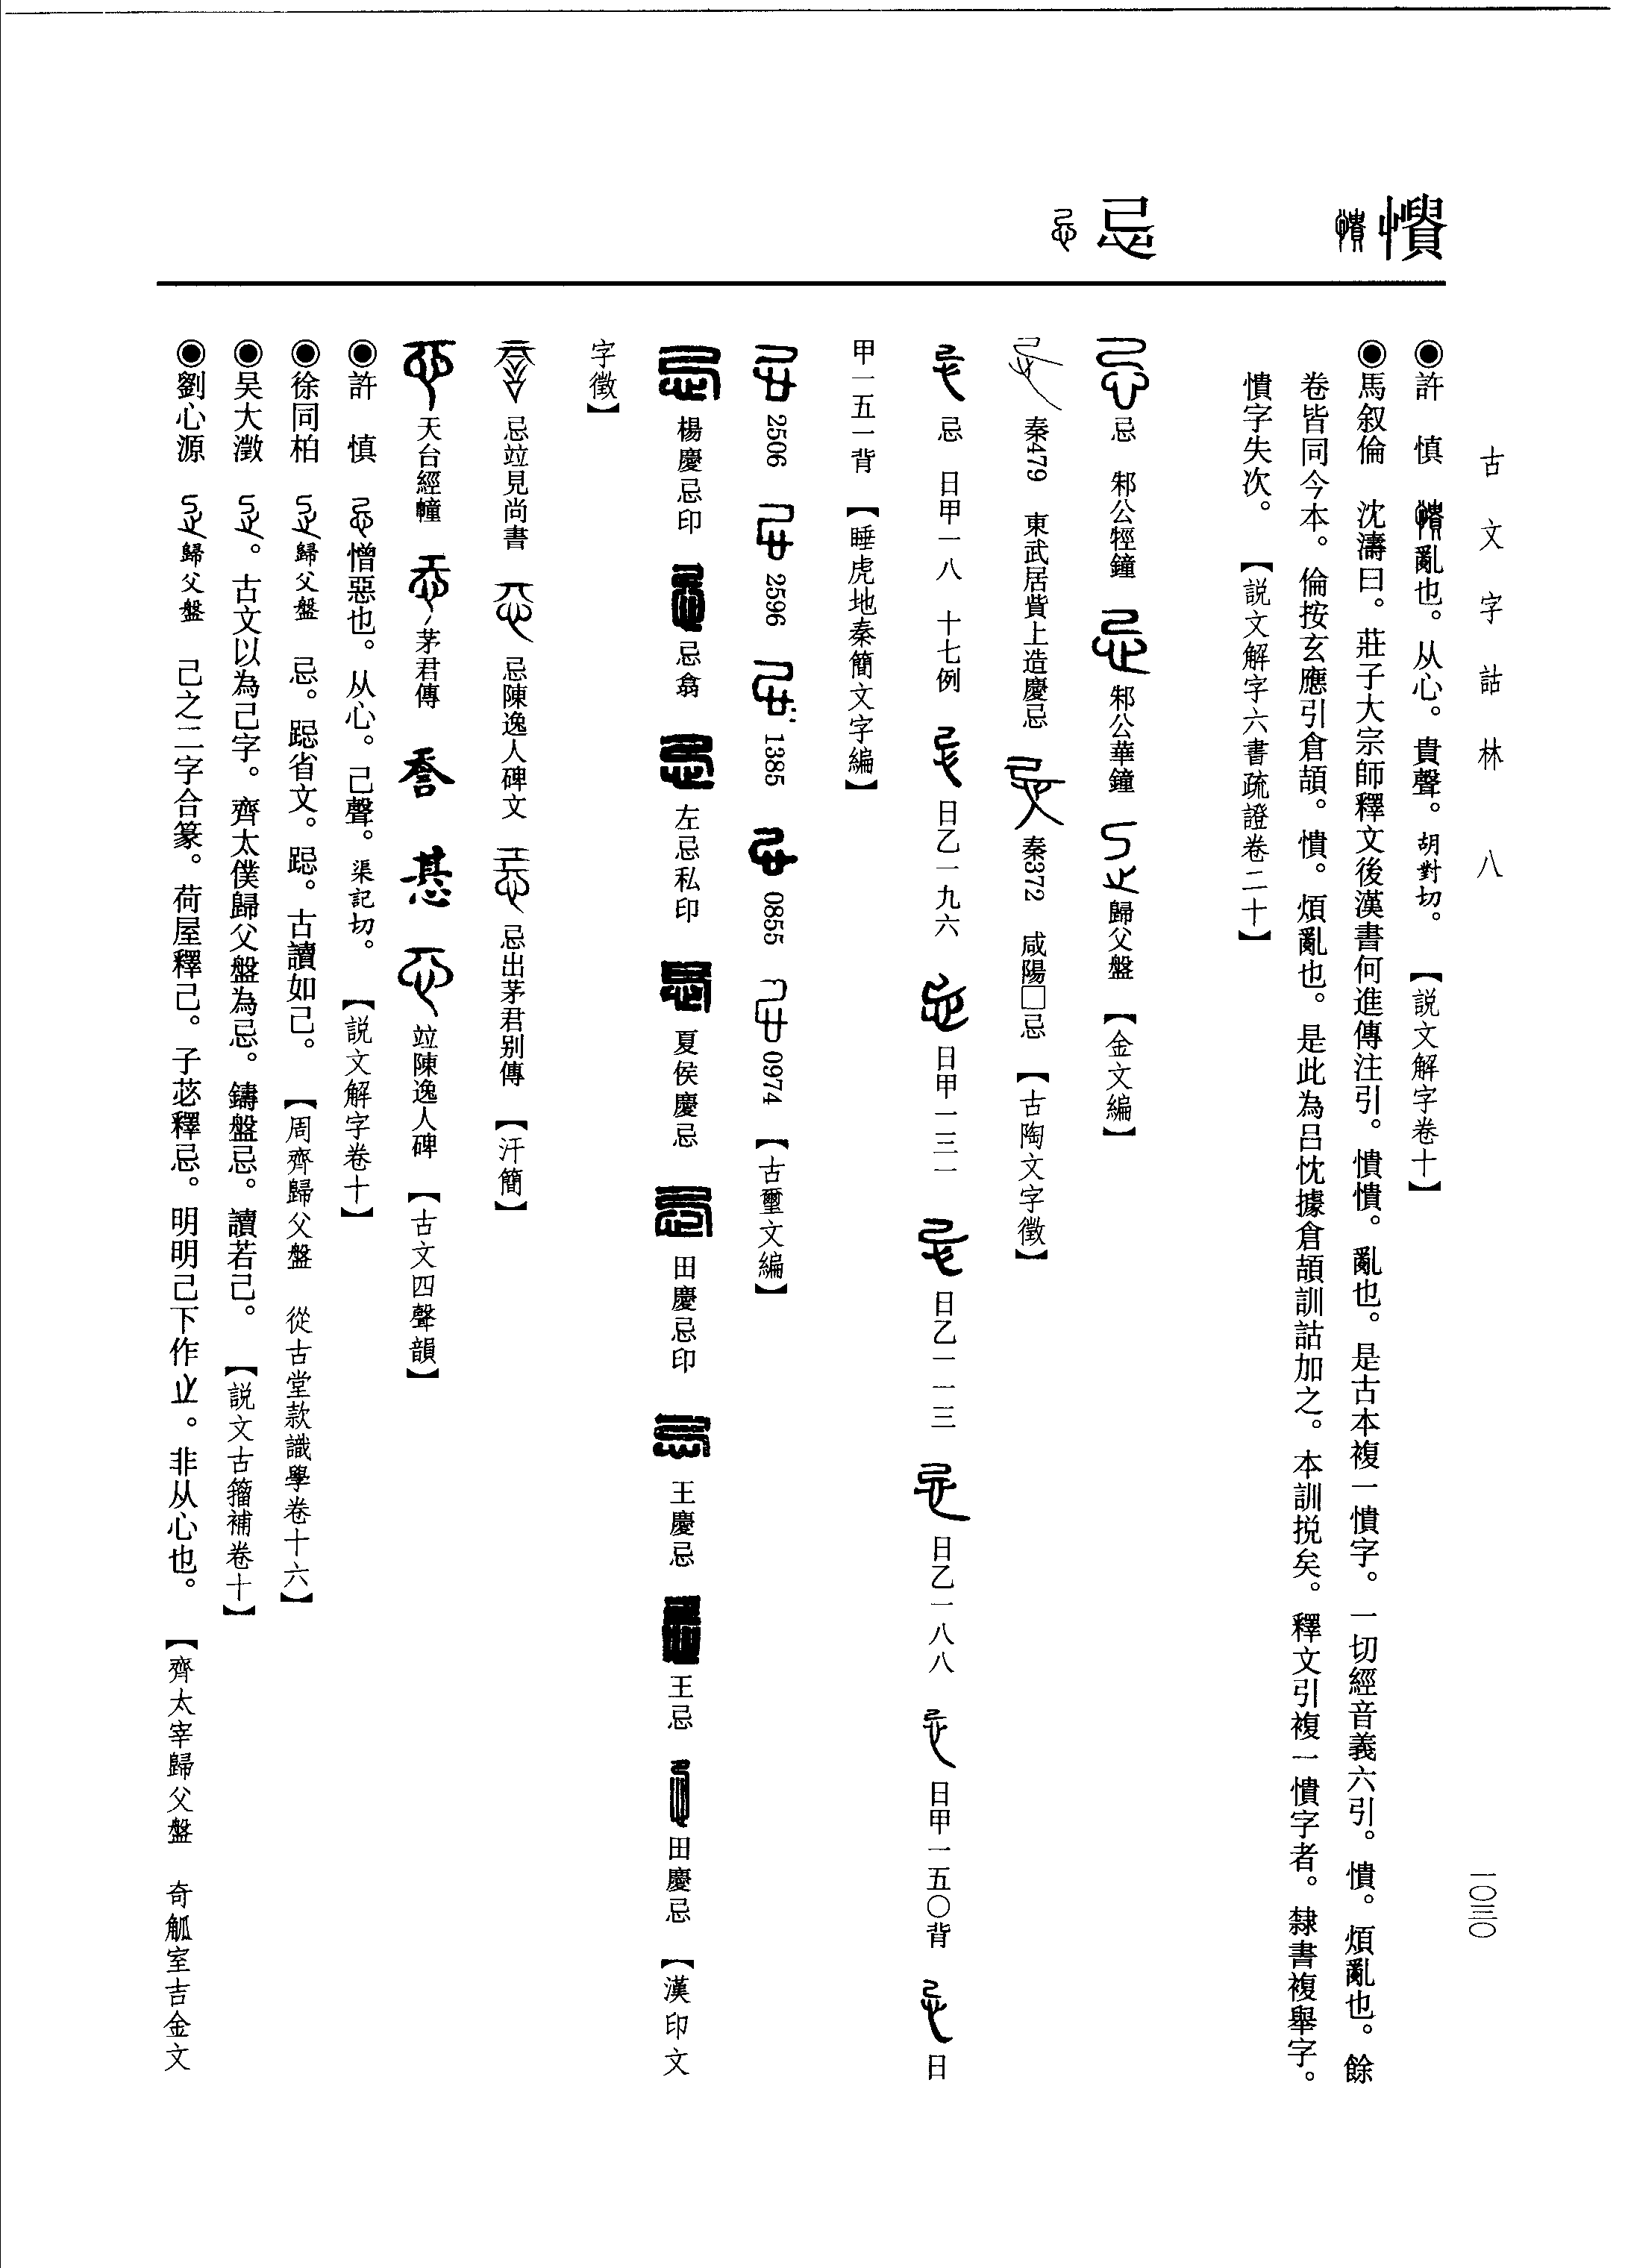 古文字詁林　八
一〇三〇
憒
●許　慎　亂也。从心。貴聲。胡對切。【説文解字卷十】
●馬叙倫　沈濤曰。莊子大宗師釋文後漢書何進傳注引。憒憒。亂也。是古本複一憒字。一切經音義六引。憒。煩亂也。餘
卷皆同今本。倫按玄應引倉頡。憒。煩亂也。是此為呂忱據倉頡訓詁加之。本訓挩矣。釋文引複一憒字者。隸書複舉字。
憒字失次。　【説文解字六書疏證卷二十】
忌
忌　邾公牼鐘　邾公華鐘　歸父盤　【金文編】
秦479　東武居貲上造慶忌　秦372　咸陽□忌　【古陶文字徵】
忌　日甲一八　十七例　日乙一九六　日甲一三一　日乙一一三　日乙一八八　日甲一五〇背　日
甲一五一背　【睡虎地秦簡文字編】
2506　2596　1385　0855　0974　【古璽文編】
楊慶忌印　忌翕　左忌私印　夏侯慶忌　田慶忌印　王慶忌　王忌　田慶忌　【漢印文
字徵】
忌竝見尚書　忌陳逸人碑文　忌出茅君别傳　【汗簡】
天台經幢　茅君傳　竝陳逸人碑　【古文四聲韻】
●許　慎　憎惡也。从心。己聲。渠記切。　【説文解字卷十】
●徐同柏　歸父盤　忌。誋省文。誋。古讀如己。　【周齊歸父盤　從古堂款識學卷十六】
●吴大澂　。古文以為己字。齊太僕歸父盤為忌。鑄盤忌。讀若己。　【説文古籀補卷十】
●劉心源　歸父盤　己之二字合篆。荷屋釋己。子苾釋忌。明明己下作。非从心也。　【齊太宰歸父盤　奇觚室吉金文